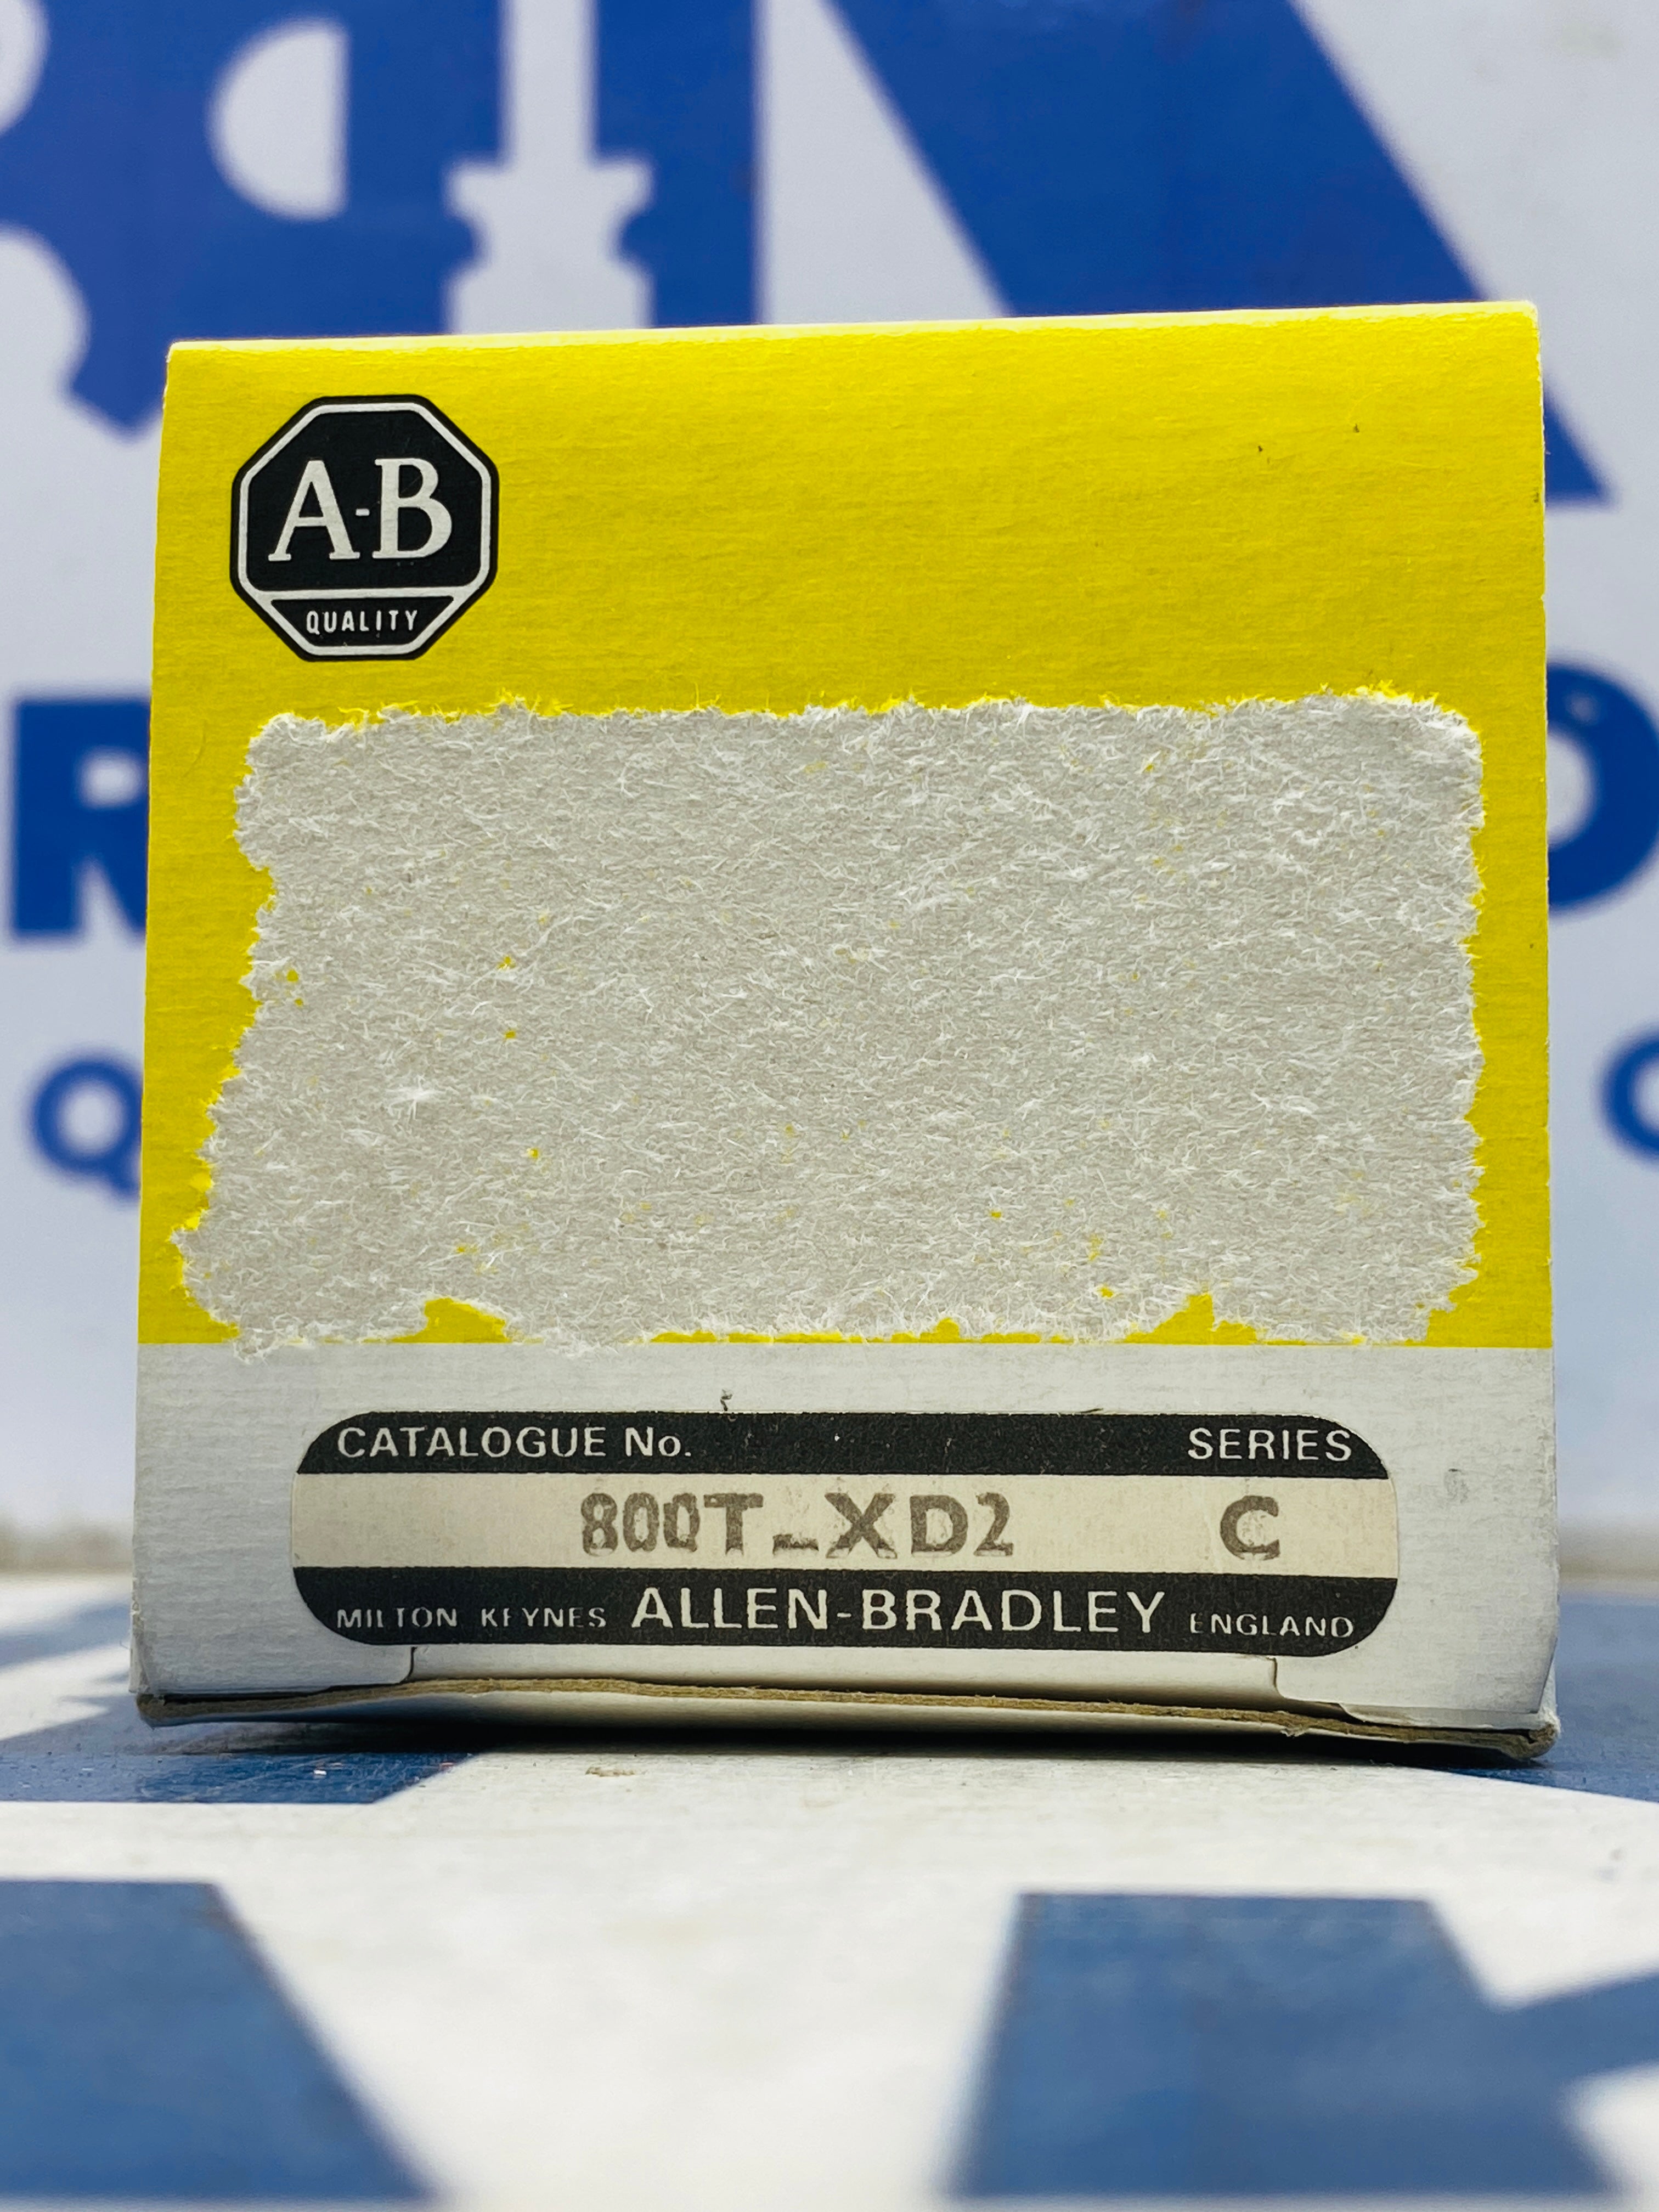 A-B
QUALITY
CATALOGUE No. SERIES
800T-XD2 C
MILTON KEYNES ALLEN-BRADLEY ENGLAND